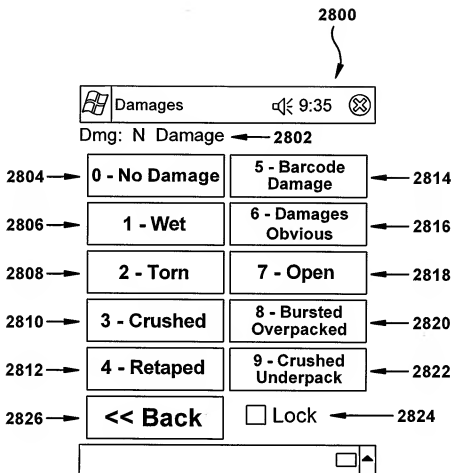 2800
Damages 9:35
Dmg: N Damage 2802
2804 0 - No Damage 5 - Barcode Damage 2814
2806 1 - Wet 6 - Damages Obvious 2816
2808 2 - Torn 7 - Open 2818
2810 3 - Crushed 8 - Bursted Overpacked 2820
2812 4 - Retaped 9 - Crushed Underpack 2822
2826 << Back Lock 2824